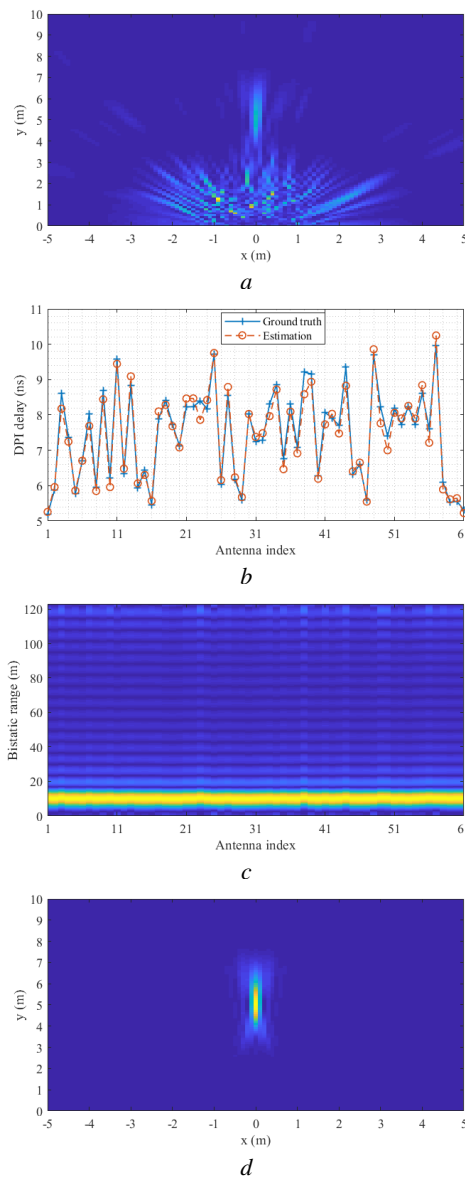 10
9
8
7
6
5
4
3
2
1
0
y (m)
-5 -4 -3 -2 -1 0 1 2 3 4 5
x (m)
a
11
10
9
8
7
6
5
DPI delay (ns)
Ground truth
Estimation
1 11 21 31 41 51 6
Antenna index
b
120
100
80
60
40
20
0
Bistatic range (m)
1 11 21 31 41 51 6
Antenna index
c
10
9
8
7
6
5
4
3
2
1
0
y (m)
-5 -4 -3 -2 -1 0 1 2 3 4 5
x (m)
d